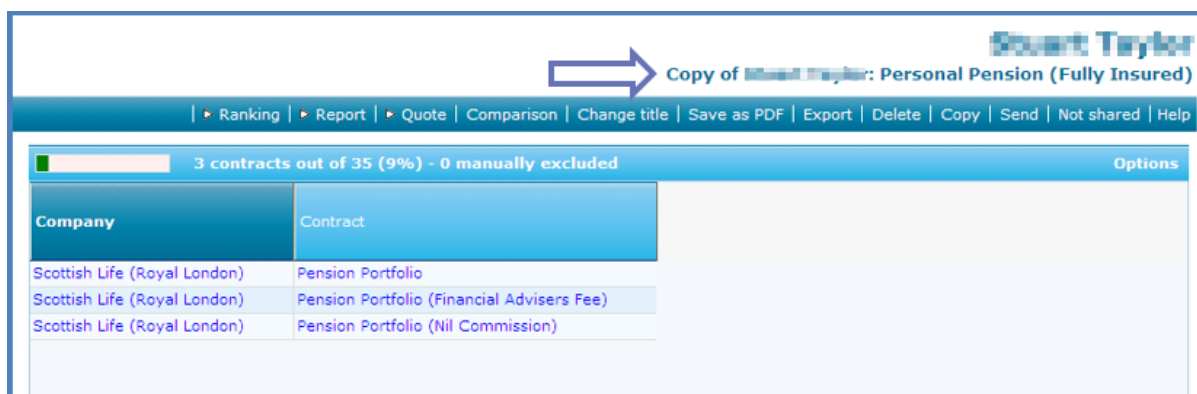 Copy of : Personal Pension (Fully Insured)
| Ranking | Report | Quote | Comparison | Change title | Save as PDF | Export | Delete | Copy | Send | Not shared | Help
3 contracts out of 35 (9%) - 0 manually excluded Options
Company Contract
Scottish Life (Royal London) Pension Portfolio
Scottish Life (Royal London) Pension Portfolio (Financial Advisers Fee)
Scottish Life (Royal London) Pension Portfolio (Nil Commission)